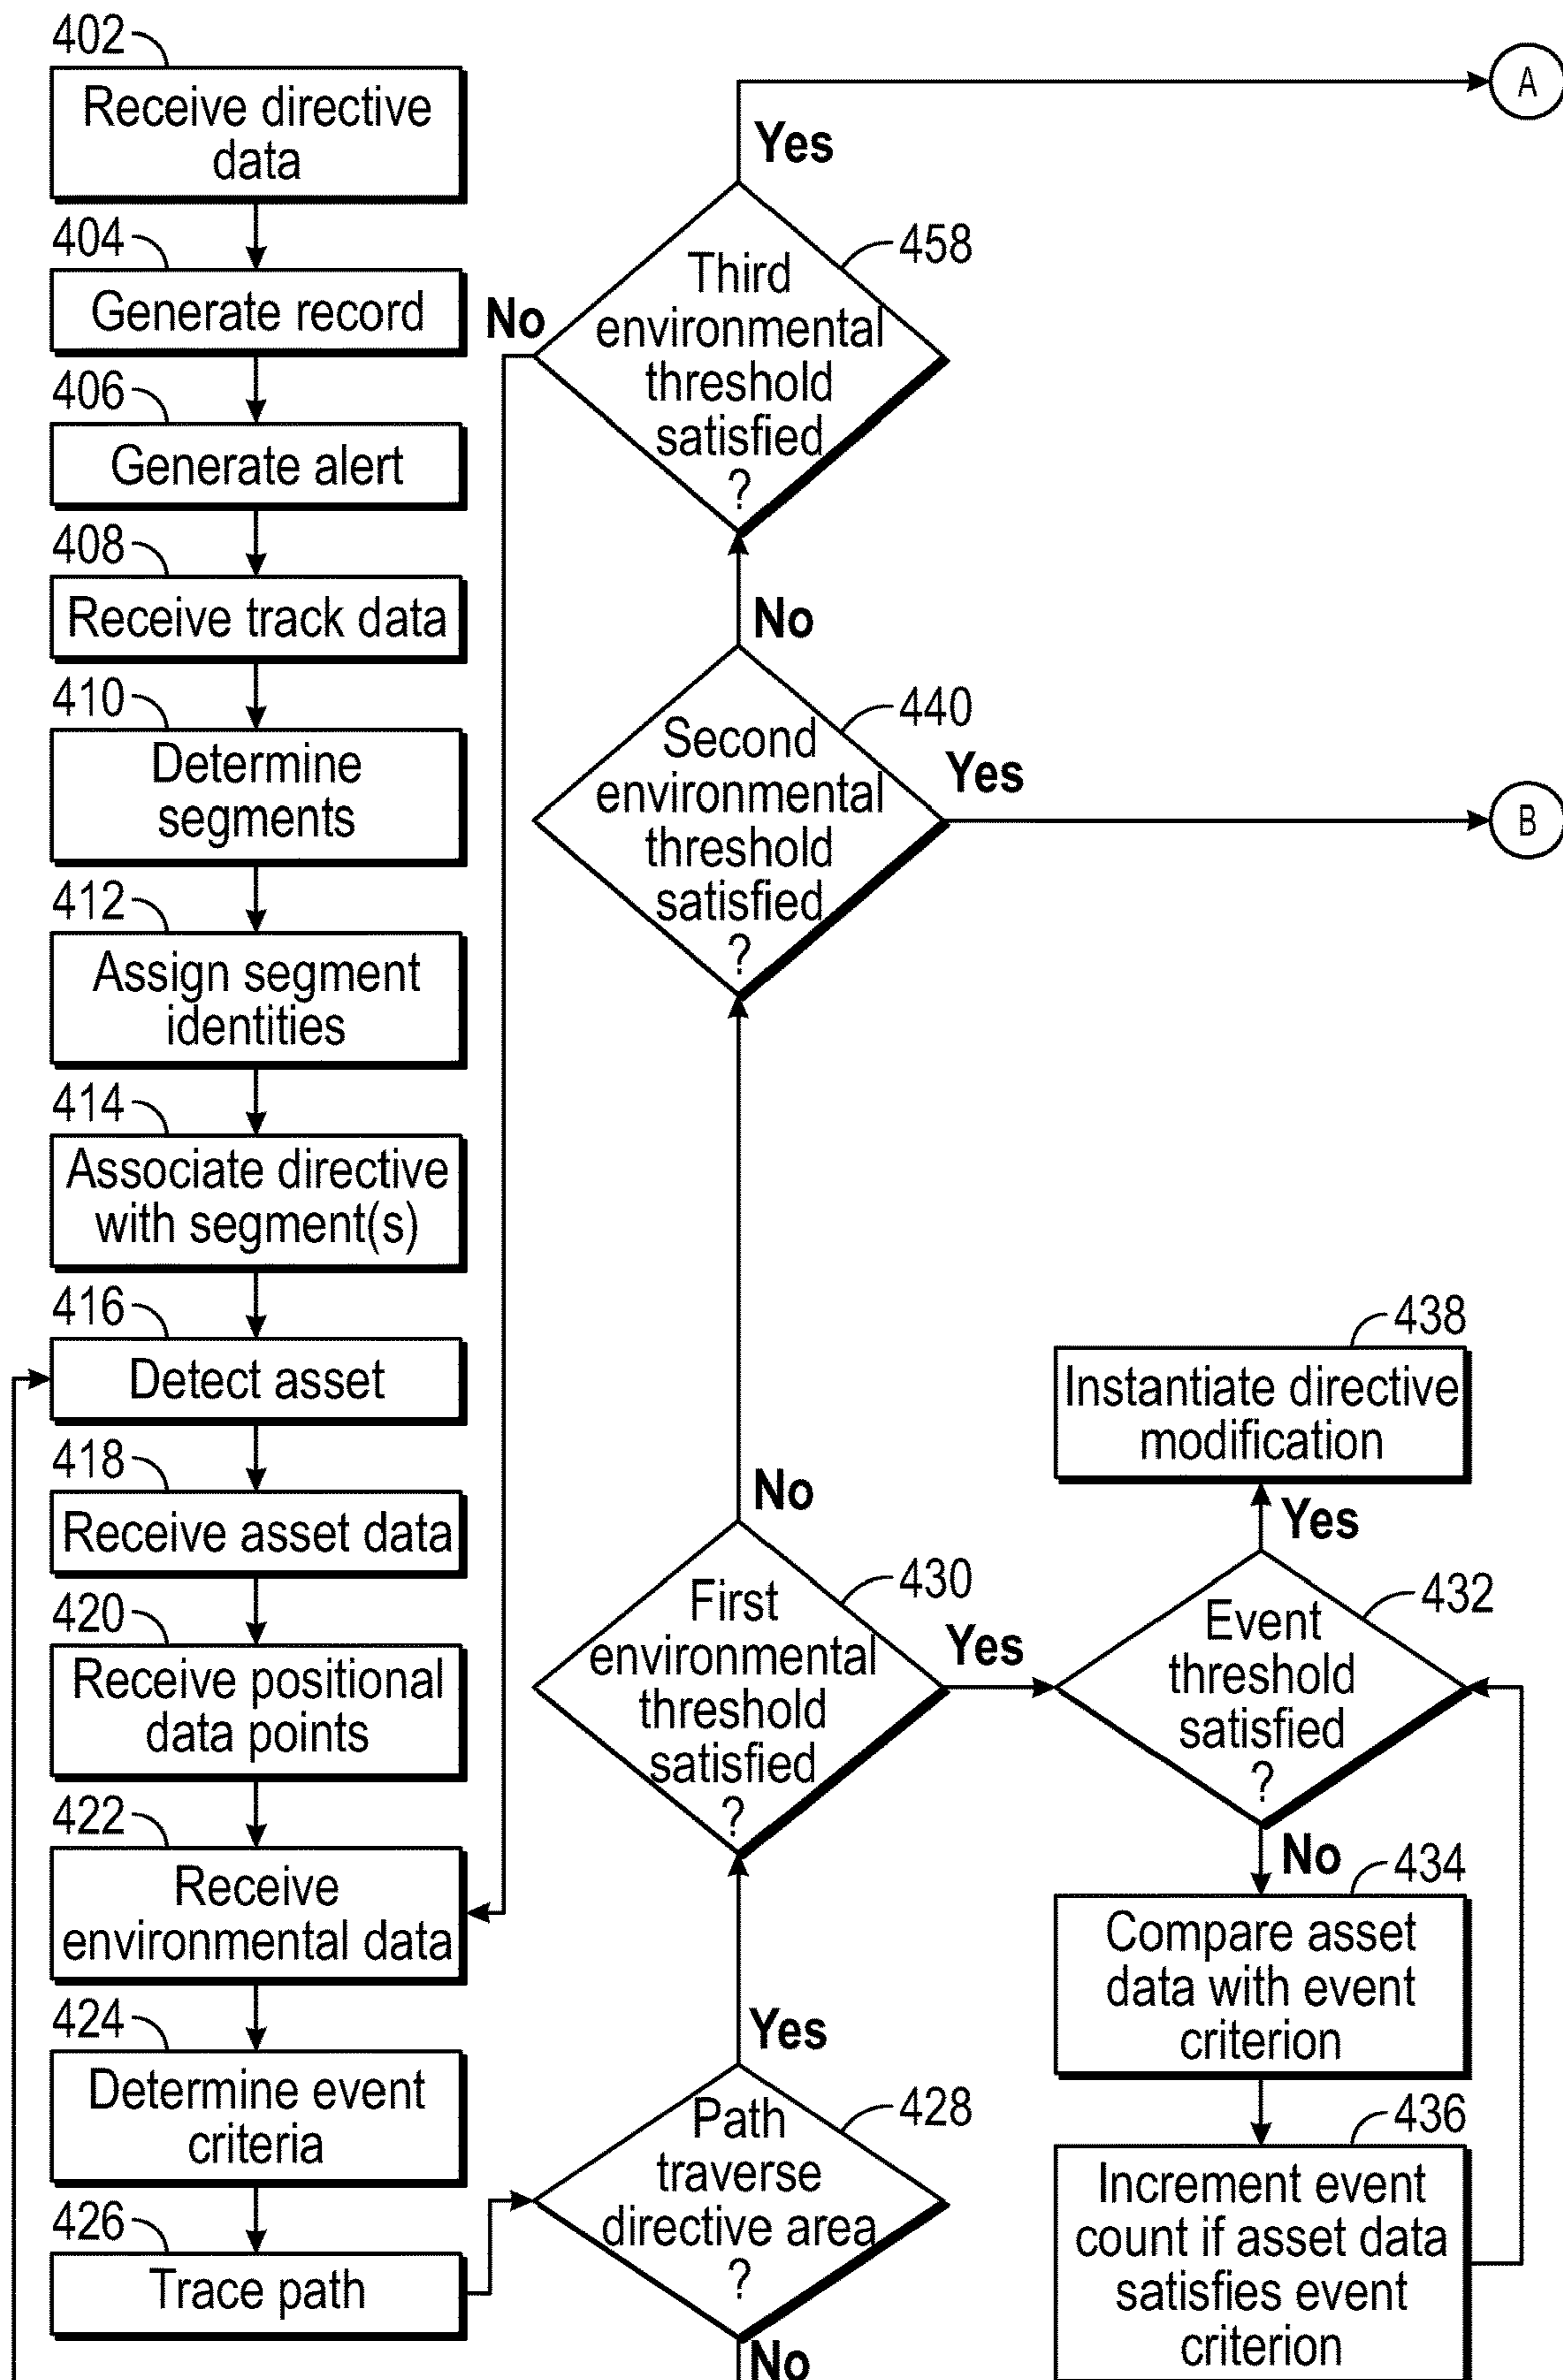 402
Receive directive
data
404
Generate record
406
Generate alert
408
Receive track data
410
Determine
segments
412
Assign segment
identities
414
Associate directive
with segment(s)
416
Detect asset
418
Receive asset data
420
Receive positional
data points
422
Receive
environmental data
424
Determine event
criteria
426
Trace path
A
Yes
458
Third
environmental
threshold
satisfied
?
No
No
440
Second
environmental
threshold
satisfied
?
Yes
B
No
430
First
environmental
threshold
satisfied
?
Yes
Yes
428
Path
traverse
directive area
?
No
438
Instantiate directive
modification
Yes
432
Event
threshold
satisfied
?
No
434
Compare asset
data with event
criterion
436
Increment event
count if asset data
satisfies event
criterion